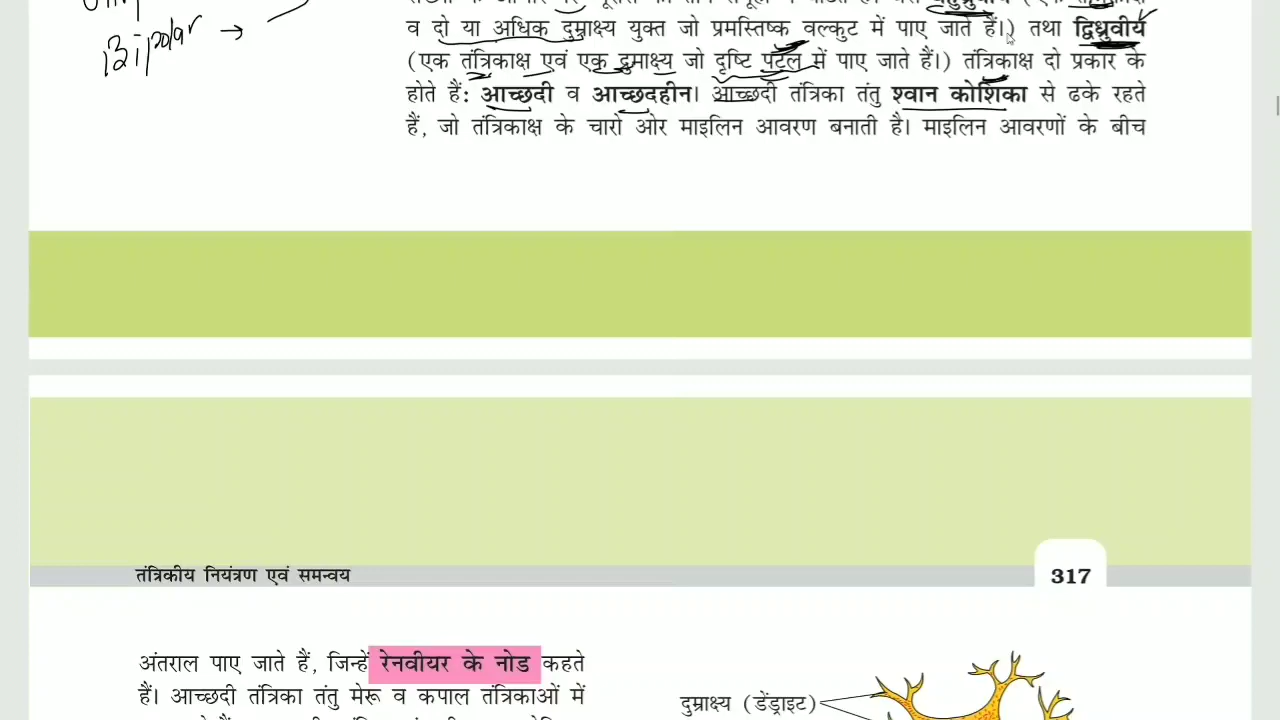 Bipolar →
व दो या अधिक दुम्राक्ष्य युक्त जो प्रमस्तिष्क वल्कुट में पाए जाते हैं।) तथा द्विध्रुवीय
(एक तंत्रिकाक्ष एवं एक दुमाक्ष्य जो दृष्टि पटल में पाए जाते हैं।) तंत्रिकाक्ष दो प्रकार के
होते हैं: आच्छदी व आच्छदहीन। आच्छदी तंत्रिका तंतु श्वान कोशिका से ढके रहते
हैं, जो तंत्रिकाक्ष के चारो ओर माइलिन आवरण बनाती है। माइलिन आवरणों के बीच
तंत्रिकीय नियंत्रण एवं समन्वय
317
अंतराल पाए जाते हैं, जिन्हें रेनवीयर के नोड कहते
हैं। आच्छदी तंत्रिका तंतु मेरू व कपाल तंत्रिकाओं में
दुम्राक्ष्य (डेंड्राइट)